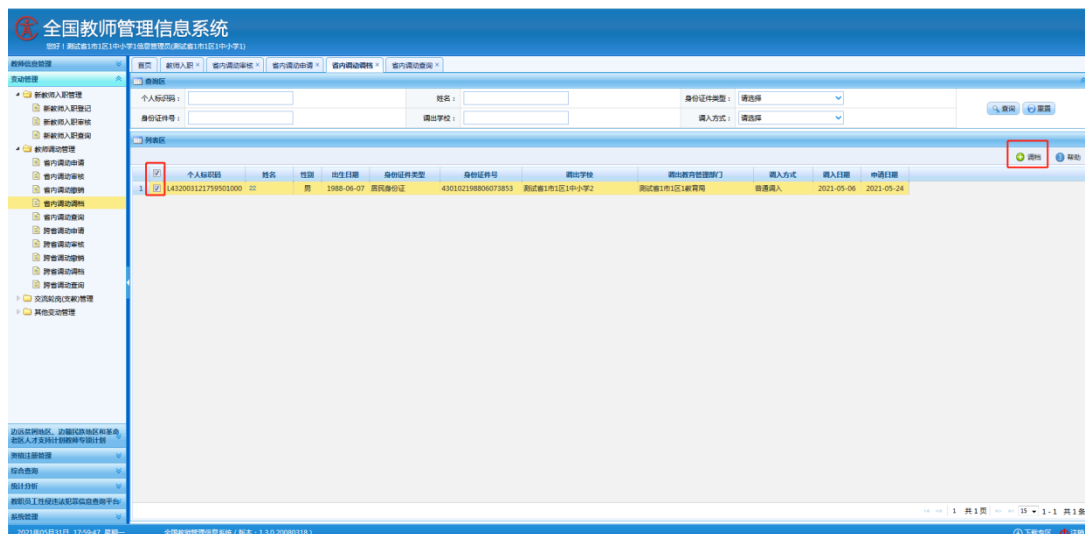 全国教师管理信息系统
您好！测试省1市1区1中小学1信息管理员(测试省1市1区1中小学1)
教师信息管理
首页 教师入职 × 省内调动审核 × 省内调动申请 × 省内调动调档 × 省内调动查询 ×
变动管理
查询区
新教师入职管理
个人标识码： 姓名： 身份证件类型： 请选择
新教师入职登记
查询 重置
新教师入职审核
身份证件号： 调出学校： 调入方式： 请选择
新教师入职查询
列表区
教师调动管理
调档 帮助
省内调动申请
省内调动审核
个人标识码 姓名 性别 出生日期 身份证件类型 身份证件号 调出学校 调出教育管理部门 调入方式 调入日期 申请日期
省内调动撤销
1 L432003121759501000 22 男 1988-06-07 居民身份证 430102198806073853 测试省1市1区1中小学2 测试省1市1区1教育局 普通调入 2021-05-06 2021-05-24
省内调动调档
省内调动查询
跨省调动申请
跨省调动审核
跨省调动撤销
跨省调动调档
跨省调动查询
交流轮岗(支教)管理
其他变动管理
边远贫困地区、边疆民族地区和革命
老区人才支持计划教师专项计划
资格注册管理
综合查询
统计分析
教职员工性侵违法犯罪信息查询平台
系统管理
1 共1页 15 1 - 1 共1条
2021年05月31日 17:59:47 星期一 全国教师管理信息系统 ( 版本：1.3.0.20080318 ) 下载专区 注销